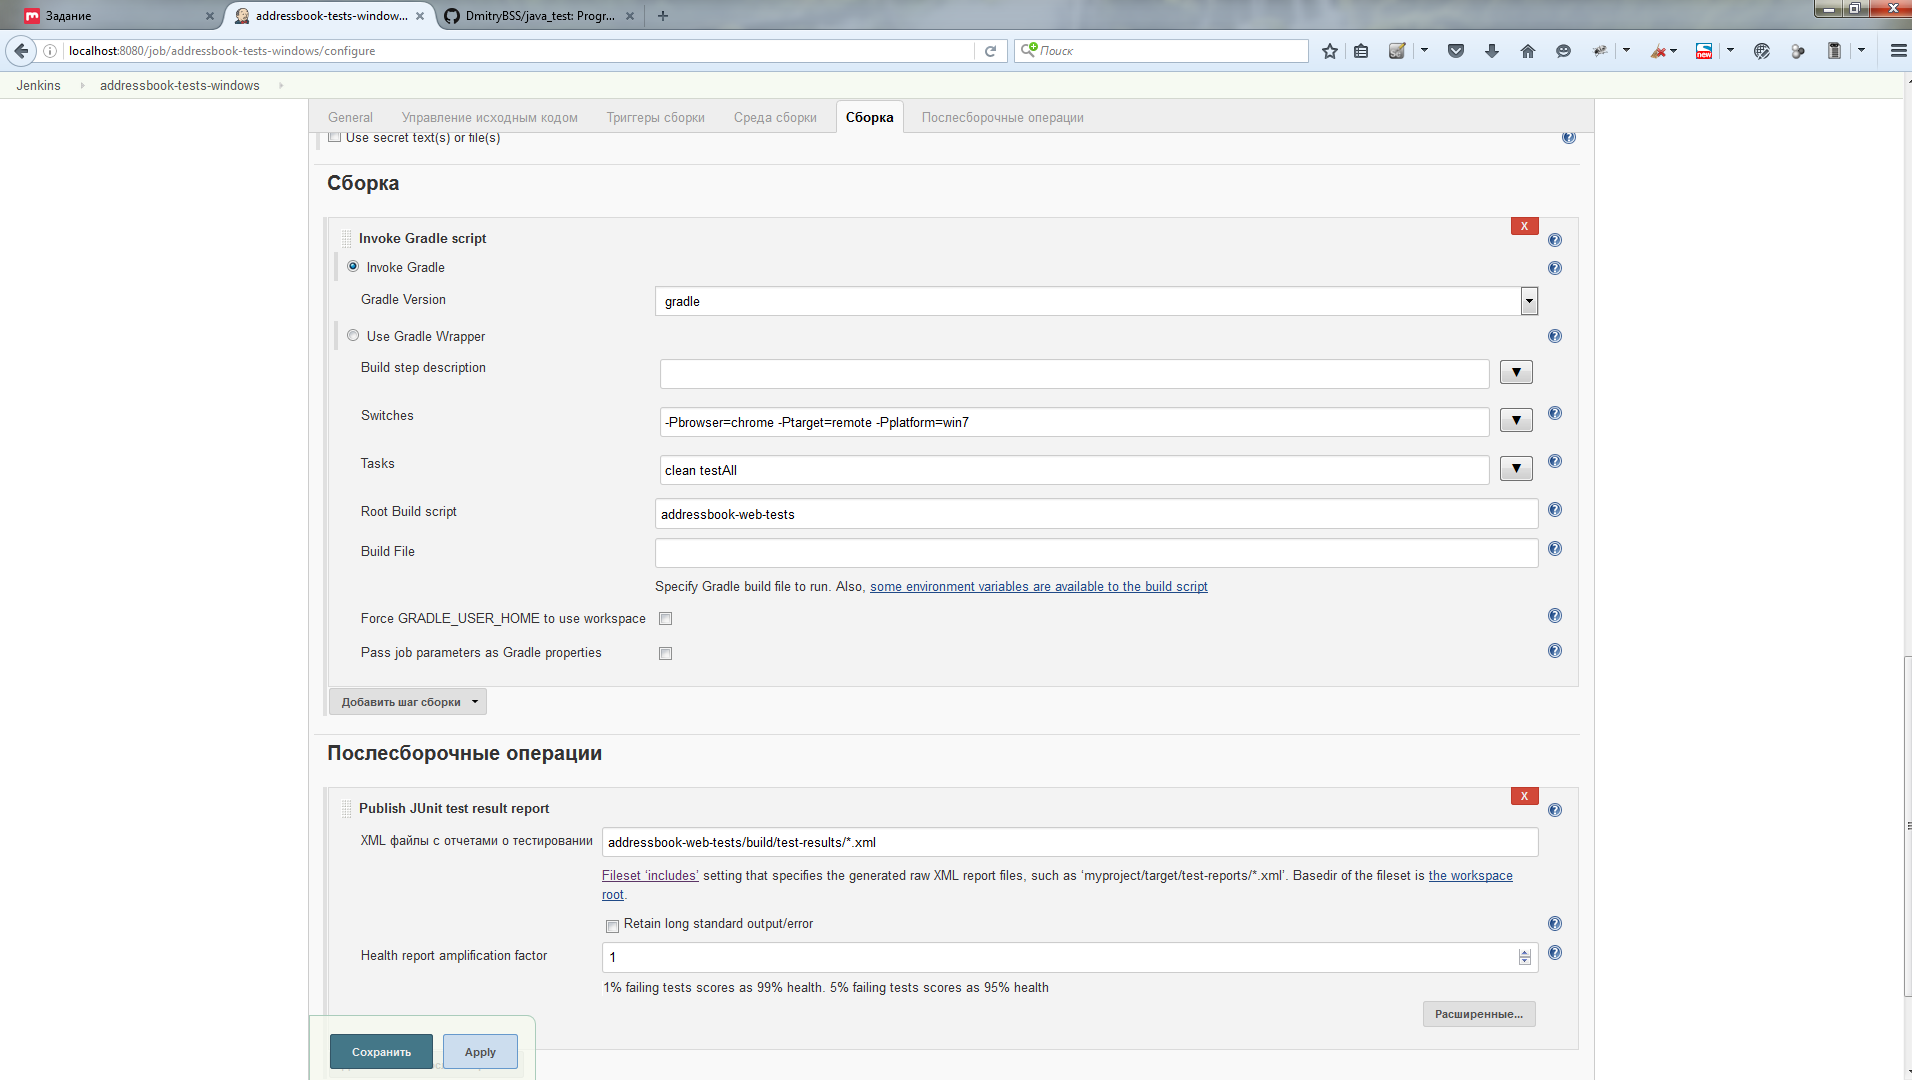 Задание
addressbook-tests-window...
DmitryBSS/java_test: Progr...
localhost:8080/job/addressbook-tests-windows/configure
Поиск
new
Jenkins
addressbook-tests-windows
General
Управление исходным кодом
Триггеры сборки
Среда сборки
Сборка
Послесборочные операции
Use secret text(s) or file(s)
Сборка
X
Invoke Gradle script
Invoke Gradle
Gradle Version
gradle
Use Gradle Wrapper
Build step description
Switches
-Pbrowser=chrome -Ptarget=remote -Pplatform=win7
Tasks
clean testAll
Root Build script
addressbook-web-tests
Build File
Specify Gradle build file to run. Also, some environment variables are available to the build script
Force GRADLE_USER_HOME to use workspace
Pass job parameters as Gradle properties
Добавить шаг сборки
Послесборочные операции
X
Publish JUnit test result report
XML файлы с отчетами о тестировании
addressbook-web-tests/build/test-results/*.xml
Fileset ‘includes’ setting that specifies the generated raw XML report files, such as ‘myproject/target/test-reports/*.xml’. Basedir of the fileset is the workspace
root.
Retain long standard output/error
Health report amplification factor
1
1% failing tests scores as 99% health. 5% failing tests scores as 95% health
Расширенные...
Сохранить
Apply